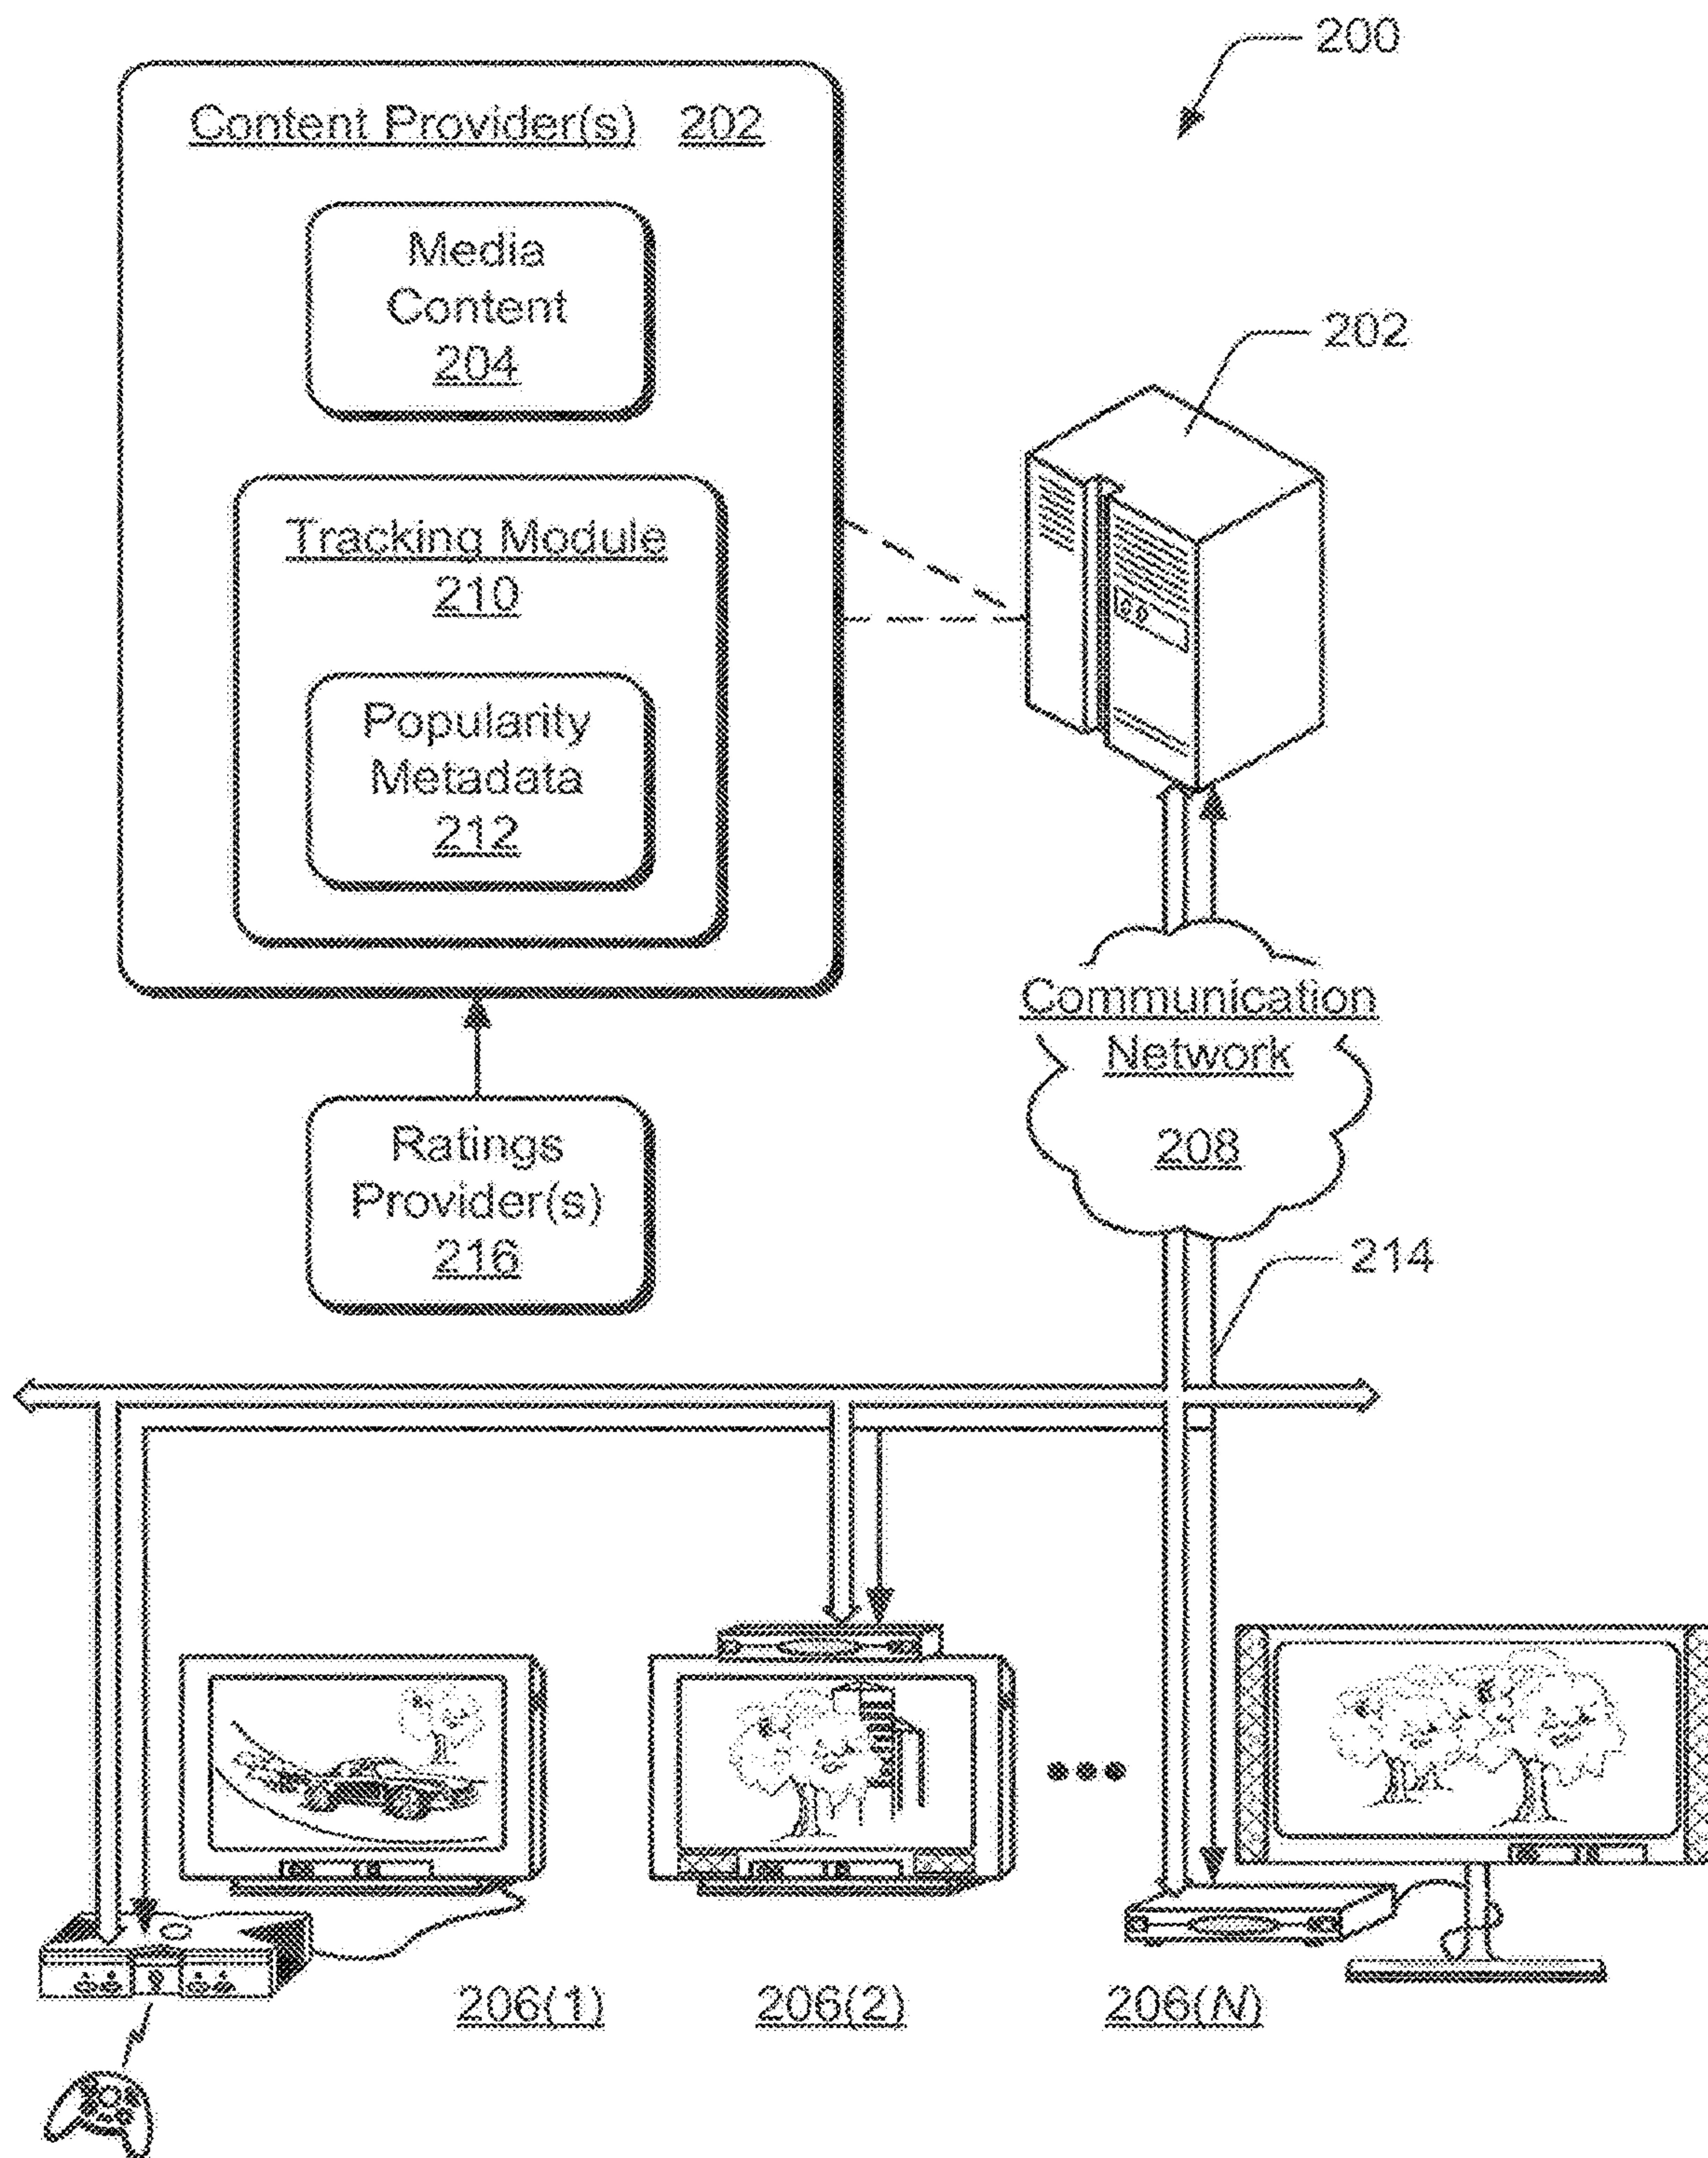 200
Content Provider(s) 202
Media
Content
204
202
Tracking Module
210
Popularity
Metadata
212
Communication
Network
208
Ratings
Provider(s)
216
214
206(1)
206(2)
206(N)